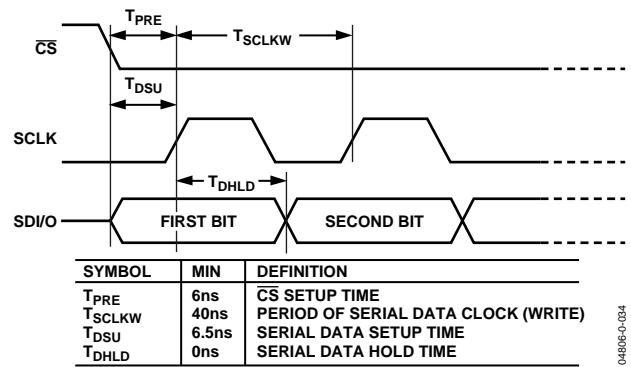 TPRE
TSCLKW
CS
TDSU
SCLK
TDHLD
SDI/O FIRST BIT SECOND BIT
SYMBOL MIN DEFINITION
TPRE 6ns CS SETUP TIME
TSCLKW 40ns PERIOD OF SERIAL DATA CLOCK (WRITE)
TDSU 6.5ns SERIAL DATA SETUP TIME
TDHLD 0ns SERIAL DATA HOLD TIME
04806-0-034